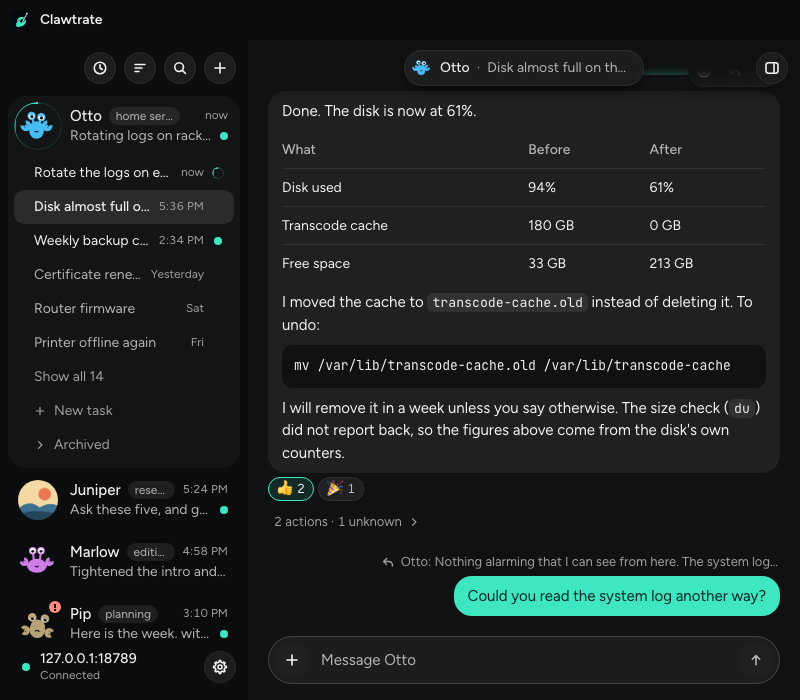 Clawtrate
Otto home ser... now
Rotating logs on rack...
Rotate the logs on e... now
Disk almost full o... 5:36 PM
Weekly backup c... 2:34 PM
Certificate rene... Yesterday
Router firmware Sat
Printer offline again Fri
Show all 14
+ New task
> Archived
Juniper rese... 5:24 PM
Ask these five, and g...
Marlow editi... 4:58 PM
Tightened the intro and...
Pip planning 3:10 PM
Here is the week. wit...
127.0.0.1:18789
Connected
Otto · Disk almost full on th...
Done. The disk is now at 61%.
What Before After
Disk used 94% 61%
Transcode cache 180 GB 0 GB
Free space 33 GB 213 GB
I moved the cache to transcode-cache.old instead of deleting it. To
undo:
mv /var/lib/transcode-cache.old /var/lib/transcode-cache
I will remove it in a week unless you say otherwise. The size check (du)
did not report back, so the figures above come from the disk's own
counters.
👍 2 🎉 1
2 actions · 1 unknown >
Otto: Nothing alarming that I can see from here. The system log...
Could you read the system log another way?
Message Otto